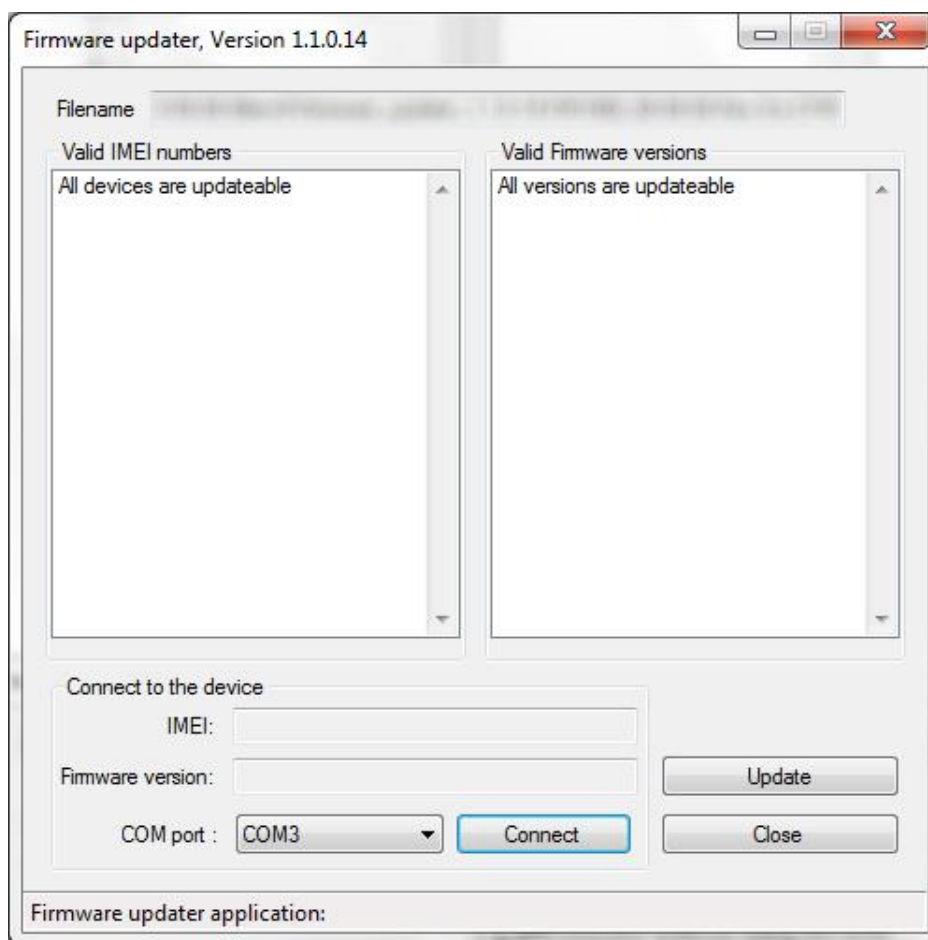 Firmware updater, Version 1.1.0.14
Filename
Valid IMEI numbers
All devices are updateable
Valid Firmware versions
All versions are updateable
Connect to the device
IMEI:
Firmware version:
Update
COM port :
COM3
Connect
Close
Firmware updater application: